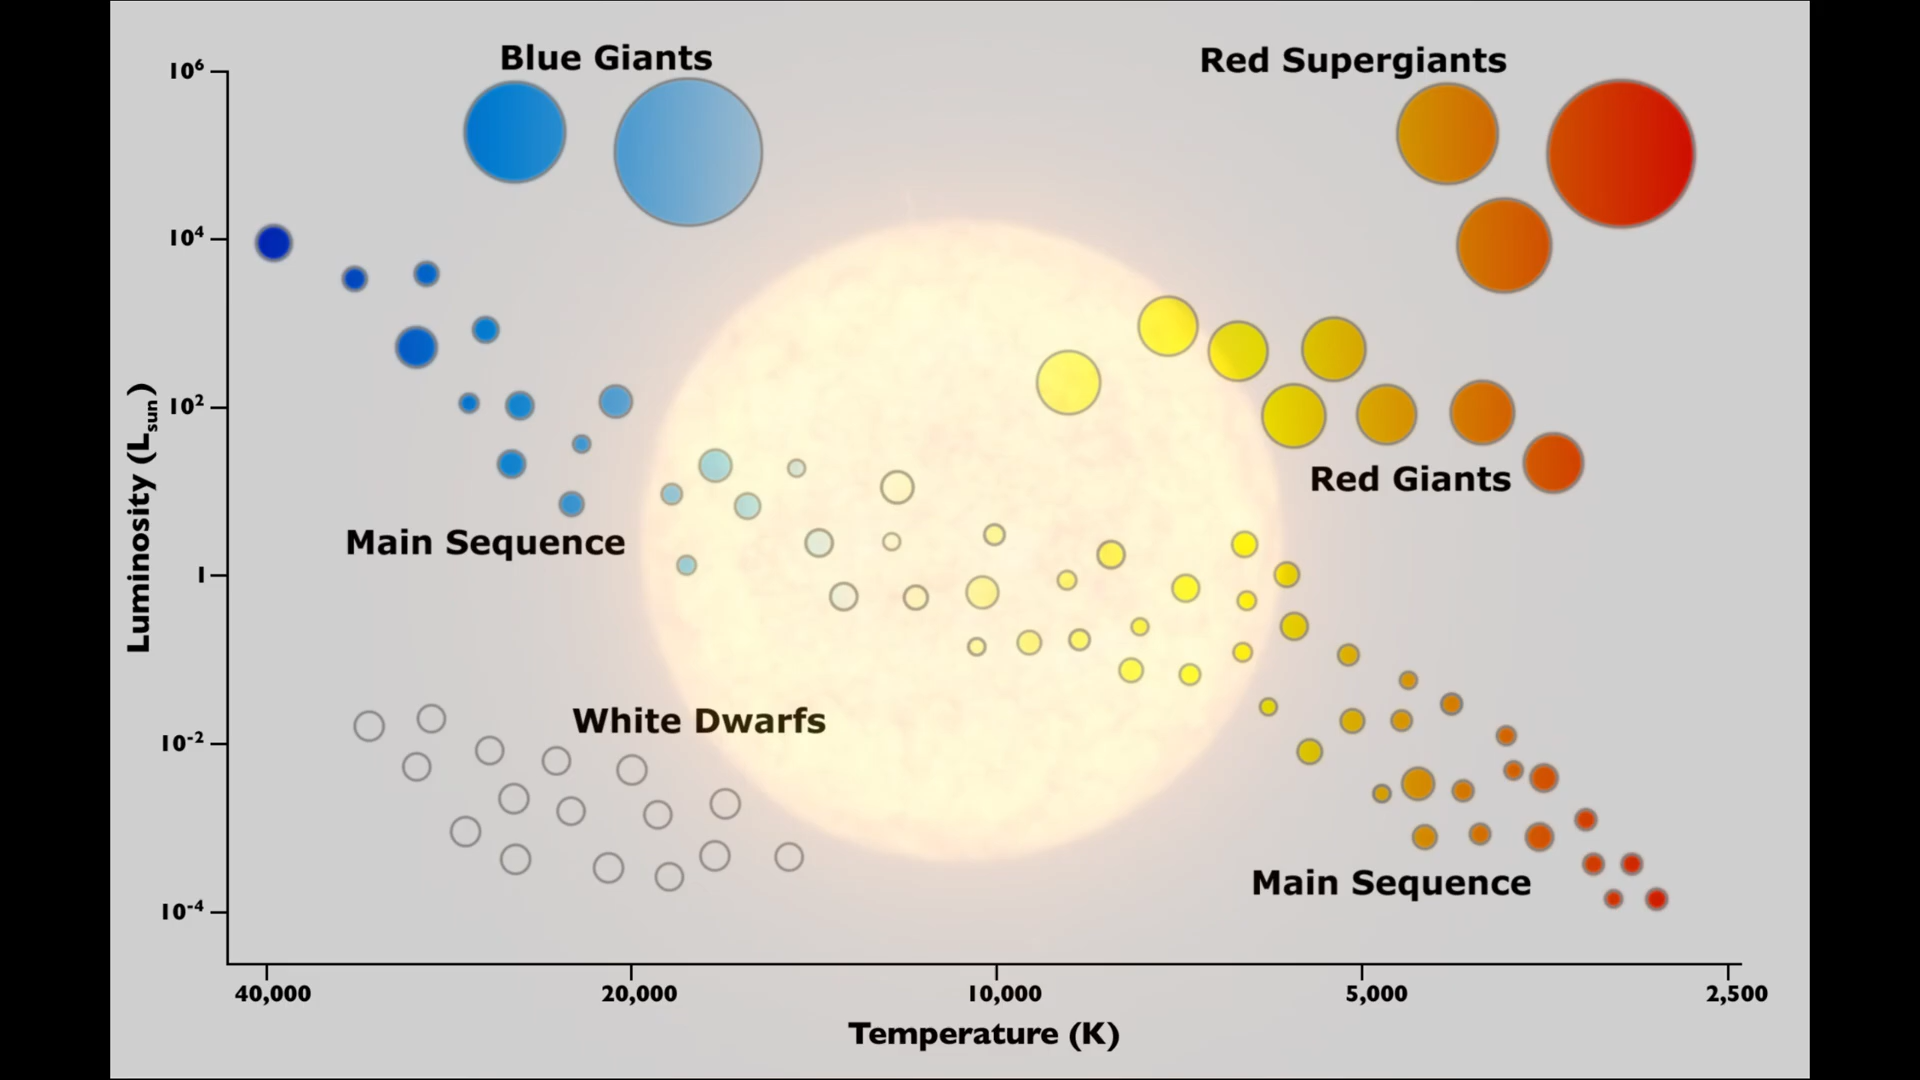 Blue Giants
Red Supergiants
10⁶
10⁴
10²
Red Giants
Main Sequence
1
Luminosity (Lsun)
White Dwarfs
10⁻²
Main Sequence
10⁻⁴
40,000
20,000
10,000
5,000
2,500
Temperature (K)